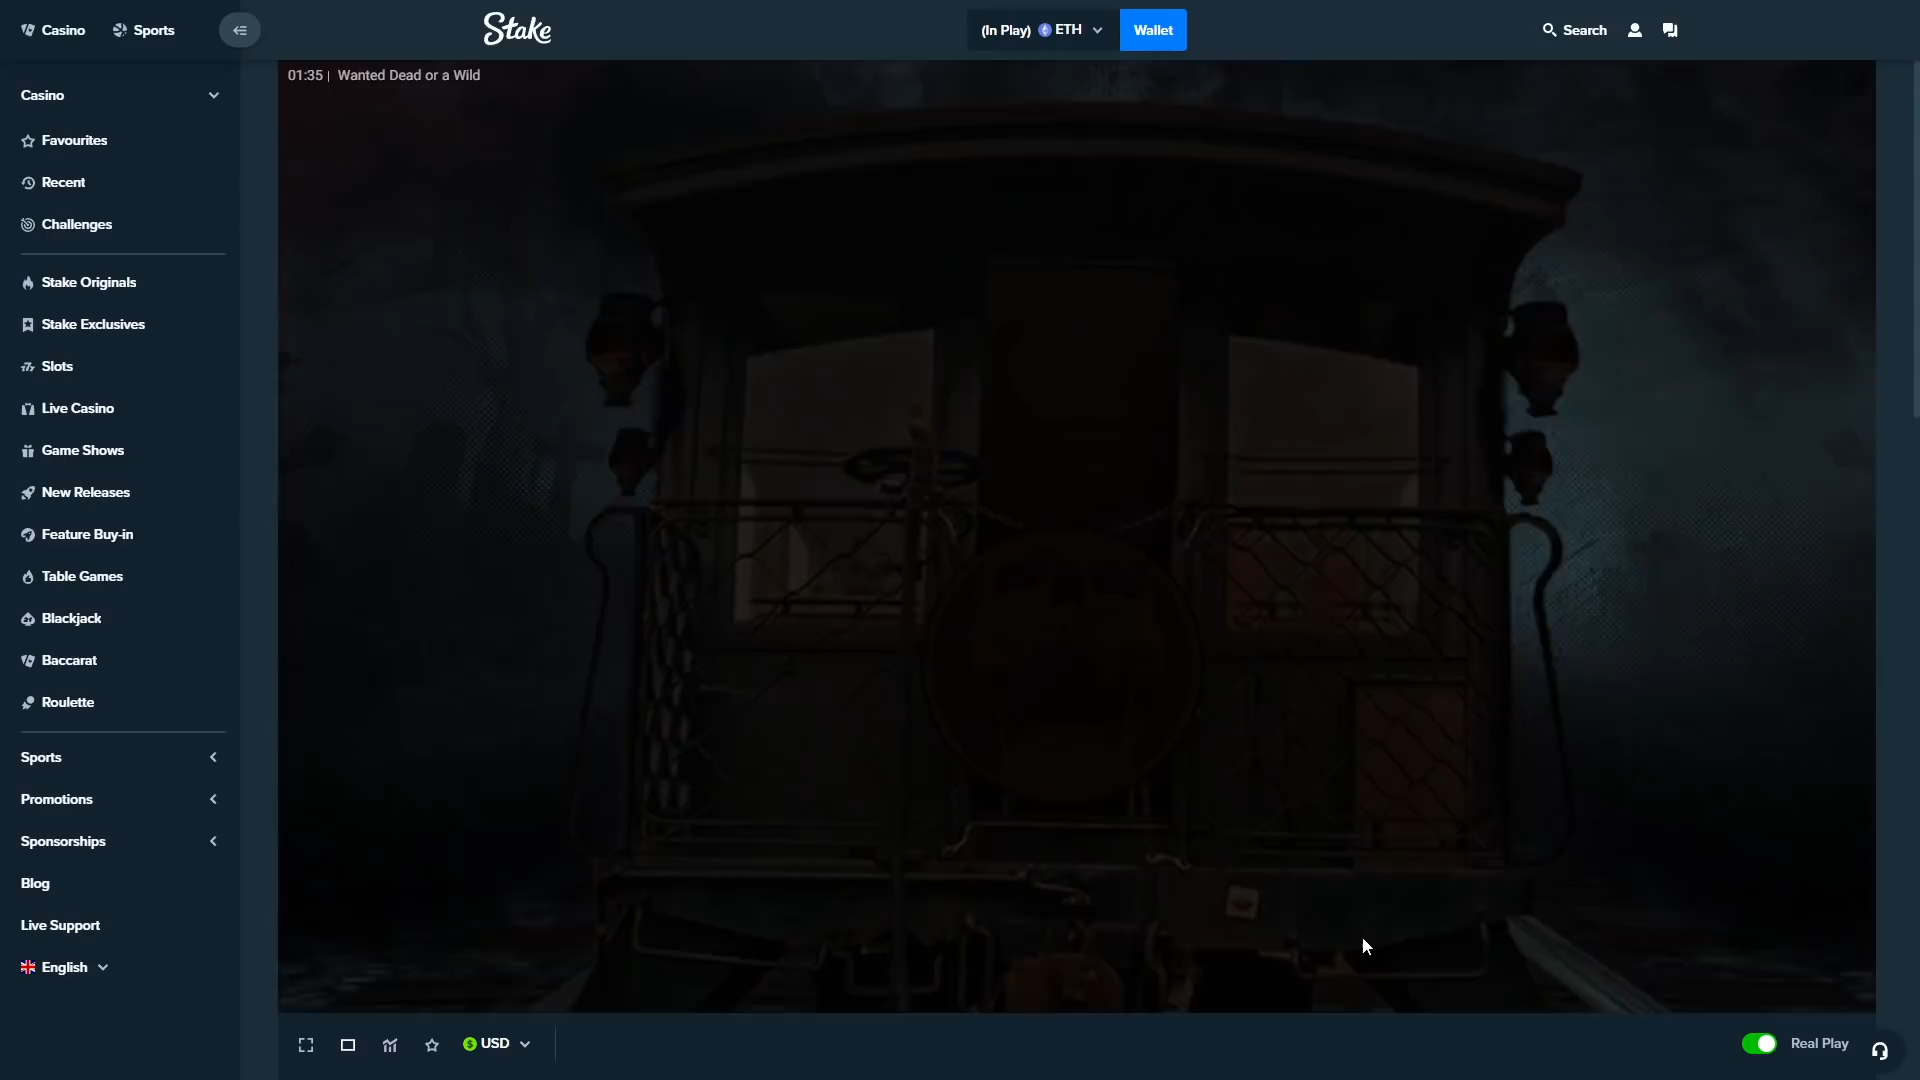 Casino
Sports
Stake
(In Play) ETH
Wallet
Search
01:35 | Wanted Dead or a Wild
Casino
Favourites
Recent
Challenges
Stake Originals
Stake Exclusives
Slots
Live Casino
Game Shows
New Releases
Feature Buy-in
Table Games
Blackjack
Baccarat
Roulette
Sports
Promotions
Sponsorships
Blog
Live Support
English
USD
Real Play